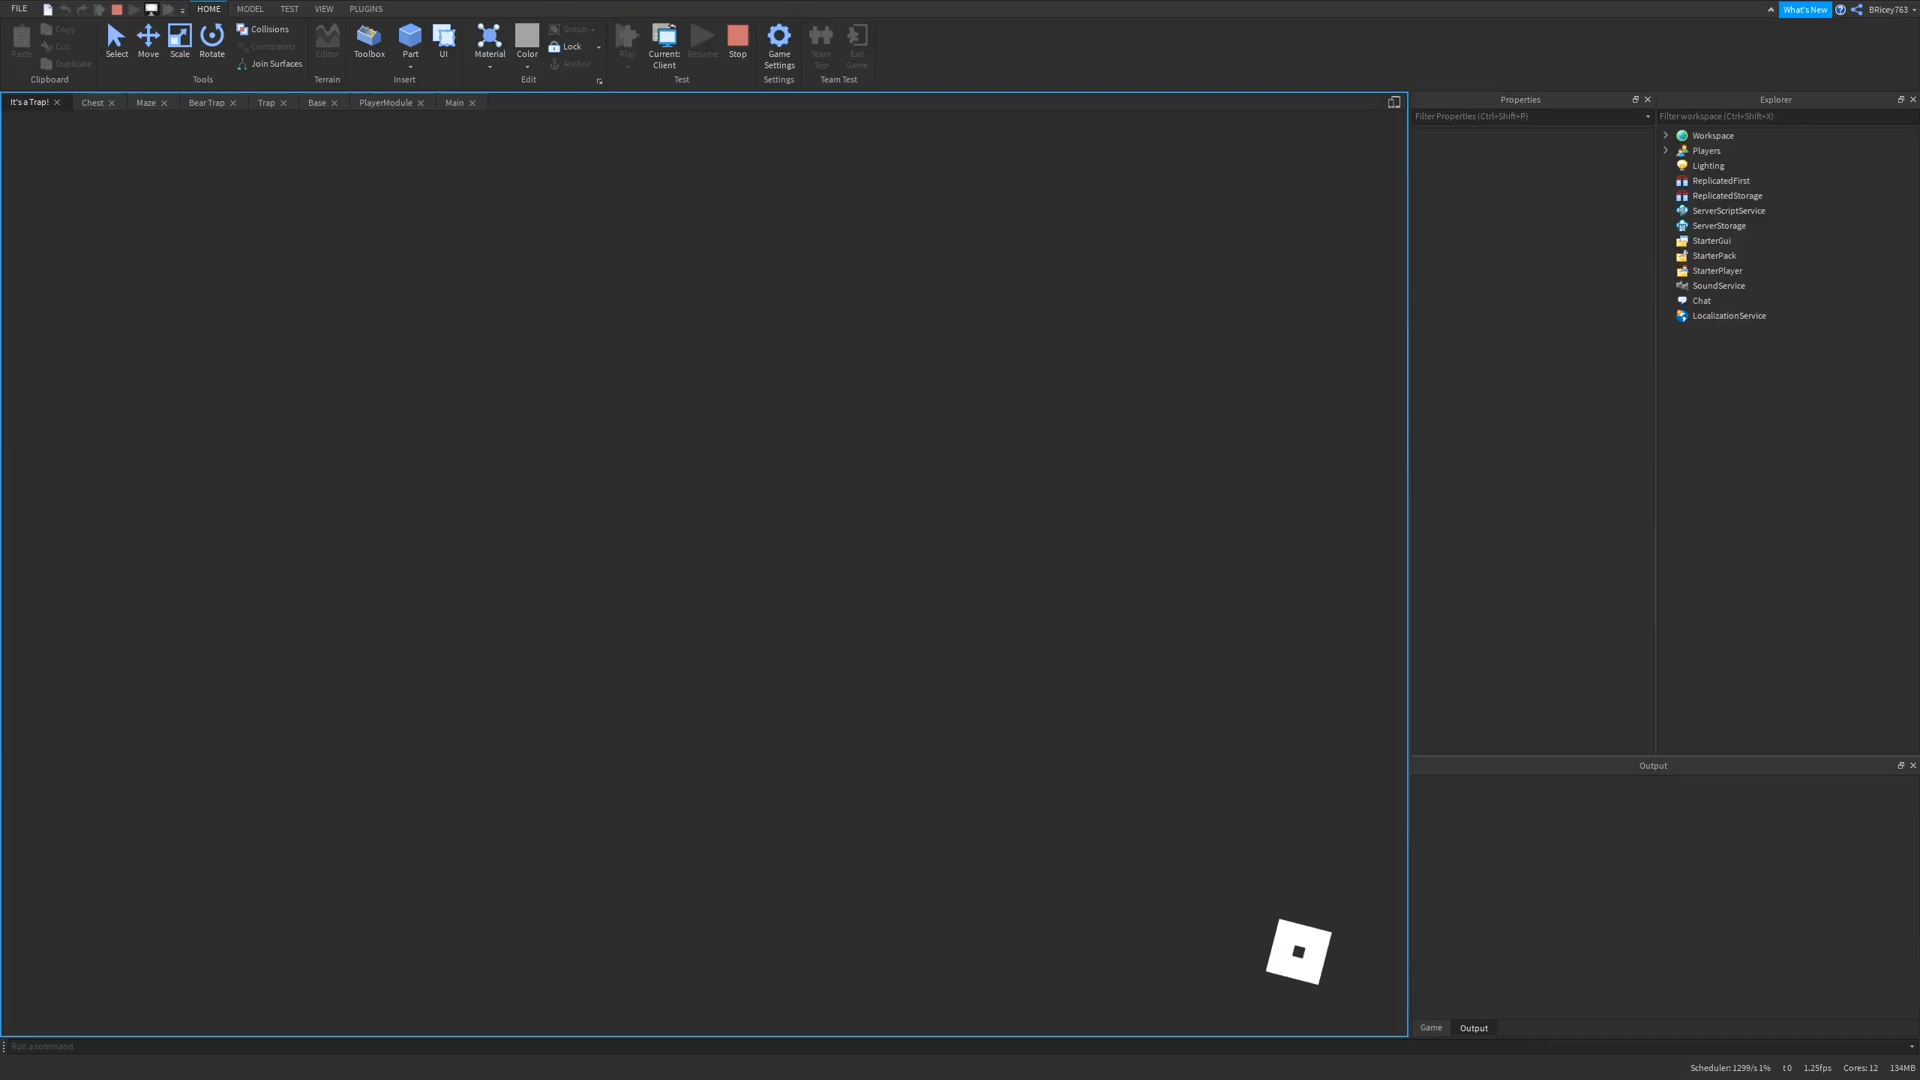 FILE HOME MODEL TEST VIEW PLUGINS What's New BRicey763
Paste Copy Cut Duplicate Clipboard
Select Move Scale Rotate Collisions Constraints Join Surfaces Tools
Editor Terrain
Toolbox Part UI Insert
Material Color Group Lock Anchor Edit
Play Current: Client Resume Stop Test
Game Settings Settings
Team Test Exit Game Team Test
It's a Trap! Chest Maze Bear Trap Trap Base PlayerModule Main
Properties
Filter Properties (Ctrl+Shift+P)
Explorer
Filter workspace (Ctrl+Shift+X)
Workspace
Players
Lighting
ReplicatedFirst
ReplicatedStorage
ServerScriptService
ServerStorage
StarterGui
StarterPack
StarterPlayer
SoundService
Chat
LocalizationService
Output
Game Output
Run a command
Scheduler: 1299/s 1% t 0 1.25fps Cores: 12 134MB